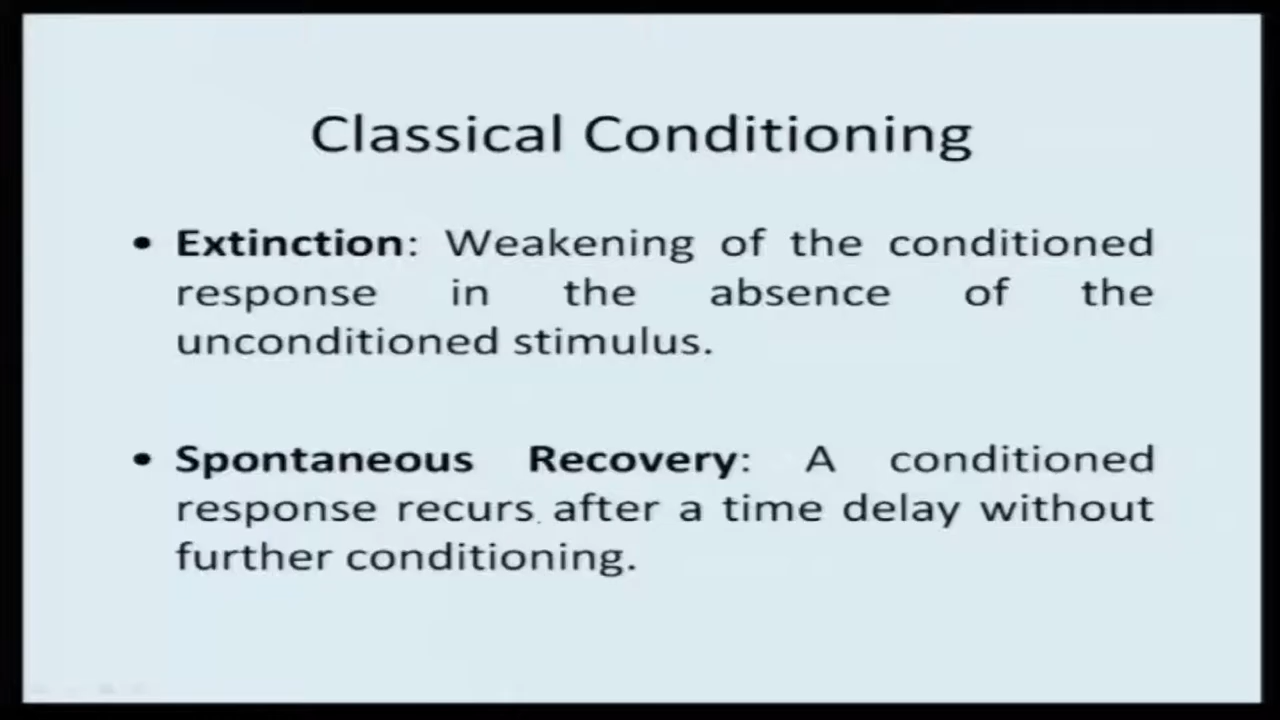 Classical Conditioning
• Extinction: Weakening of the conditioned
response in the absence of the
unconditioned stimulus.
• Spontaneous Recovery: A conditioned
response recurs after a time delay without
further conditioning.